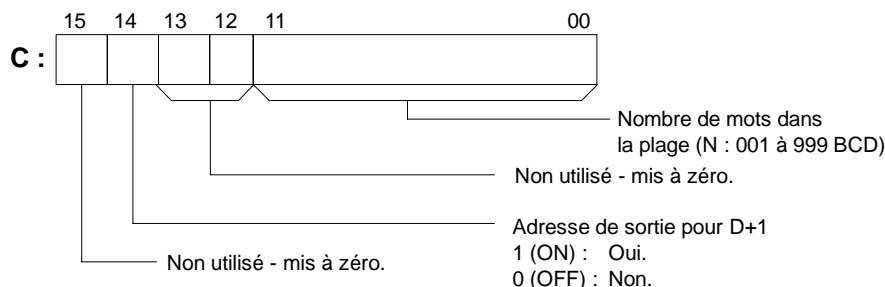 15 14 13 12 11 00
C :
Nombre de mots dans
la plage (N : 001 à 999 BCD)
Non utilisé - mis à zéro.
Adresse de sortie pour D+1
1 (ON) : Oui.
0 (OFF) : Non.
Non utilisé - mis à zéro.